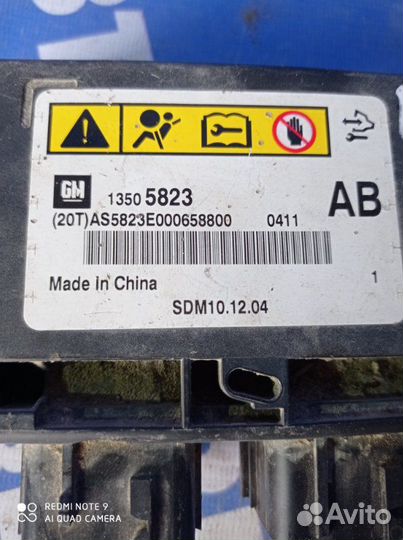 GM 1350 5823 AB
(20T)AS5823E000658800 0411
Made in China 1
SDM10.12.04
REDMI NOTE 9
AI QUAD CAMERA
Avito